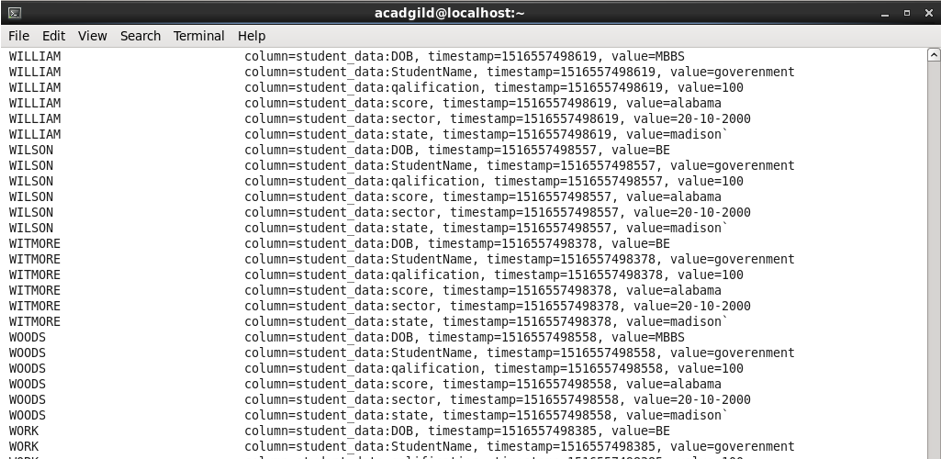 acadgild@localhost:~
File Edit View Search Terminal Help
WILLIAM column=student_data:DOB, timestamp=1516557498619, value=MBBS
WILLIAM column=student_data:StudentName, timestamp=1516557498619, value=goverenment
WILLIAM column=student_data:qalification, timestamp=1516557498619, value=100
WILLIAM column=student_data:score, timestamp=1516557498619, value=alabama
WILLIAM column=student_data:sector, timestamp=1516557498619, value=20-10-2000
WILLIAM column=student_data:state, timestamp=1516557498619, value=madison`
WILSON column=student_data:DOB, timestamp=1516557498557, value=BE
WILSON column=student_data:StudentName, timestamp=1516557498557, value=government
WILSON column=student_data:qalification, timestamp=1516557498557, value=100
WILSON column=student_data:score, timestamp=1516557498557, value=alabama
WILSON column=student_data:sector, timestamp=1516557498557, value=20-10-2000
WILSON column=student_data:state, timestamp=1516557498557, value=madison`
WITMORE column=student_data:DOB, timestamp=1516557498378, value=BE
WITMORE column=student_data:StudentName, timestamp=1516557498378, value=government
WITMORE column=student_data:qalification, timestamp=1516557498378, value=100
WITMORE column=student_data:score, timestamp=1516557498378, value=alabama
WITMORE column=student_data:sector, timestamp=1516557498378, value=20-10-2000
WITMORE column=student_data:state, timestamp=1516557498378, value=madison`
WOODS column=student_data:DOB, timestamp=1516557498558, value=MBBS
WOODS column=student_data:StudentName, timestamp=1516557498558, value=goverenment
WOODS column=student_data:qalification, timestamp=1516557498558, value=100
WOODS column=student_data:score, timestamp=1516557498558, value=alabama
WOODS column=student_data:sector, timestamp=1516557498558, value=20-10-2000
WOODS column=student_data:state, timestamp=1516557498558, value=madison`
WORK column=student_data:DOB, timestamp=1516557498385, value=BE
WORK column=student_data:StudentName, timestamp=1516557498385, value=government